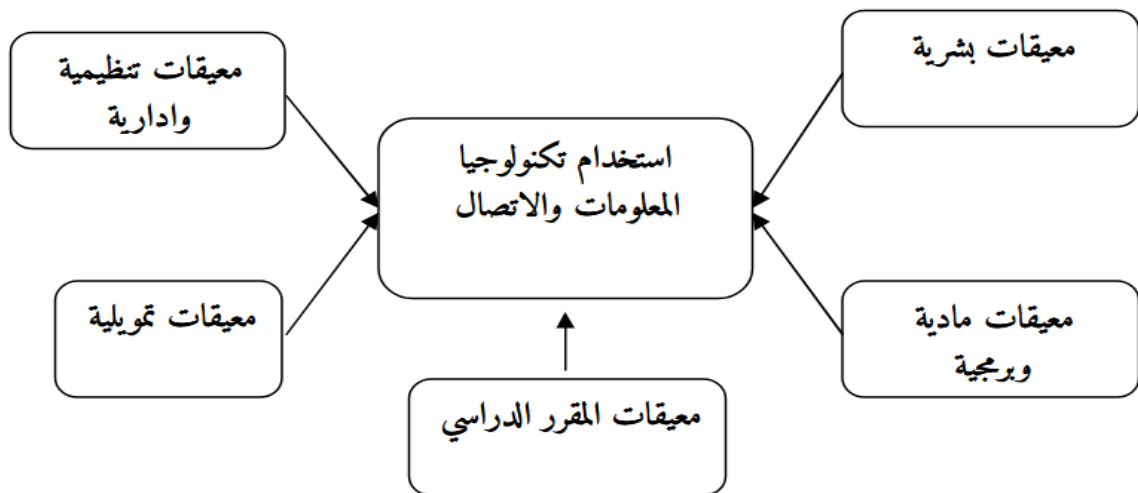 معيقات بشرية
معيقات تنظيمية
وادارية
استخدام تكنولوجيا
المعلومات والاتصال
معيقات مادية
وبرمجية
معيقات تمويلية
معيقات المقرر الدراسي